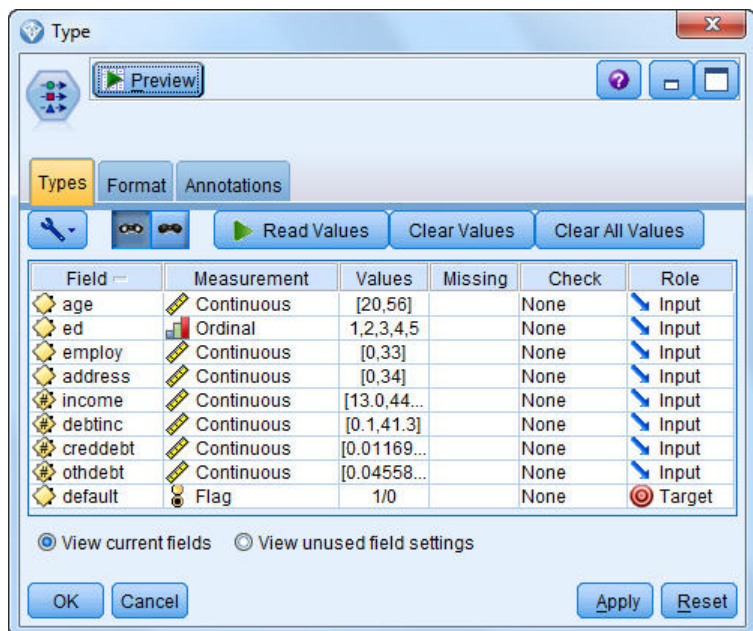 Type
Preview
Types Format Annotations
Read Values Clear Values Clear All Values
Field Measurement Values Missing Check Role
age Continuous [20,56] None Input
ed Ordinal 1,2,3,4,5 None Input
employ Continuous [0,33] None Input
address Continuous [0,34] None Input
income Continuous [13.0,44... None Input
debtinc Continuous [0.1,41.3] None Input
creddebt Continuous [0.01169... None Input
othdebt Continuous [0.04558... None Input
default Flag 1/0 None Target
View current fields View unused field settings
OK Cancel Apply Reset